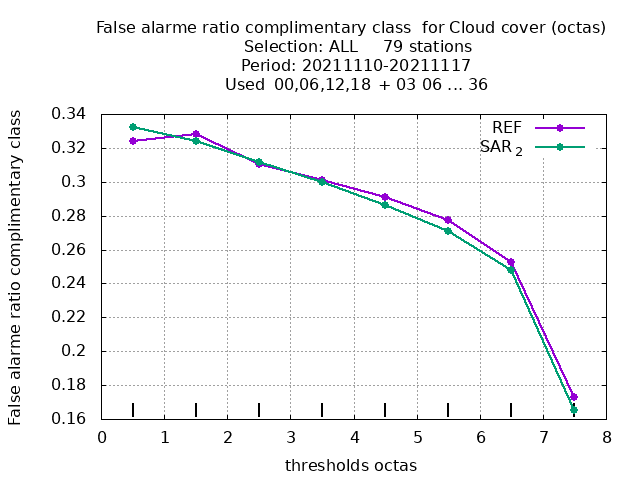 False alarme ratio complimentary class  for Cloud cover (octas)
Selection: ALL     79 stations
Period: 20211110-20211117
Used  00,06,12,18 + 03 06 ... 36
False alarme ratio complimentary class
0.34
0.32
0.3
0.28
0.26
0.24
0.22
0.2
0.18
0.16
REF
SAR 2
0 1 2 3 4 5 6 7 8
thresholds octas